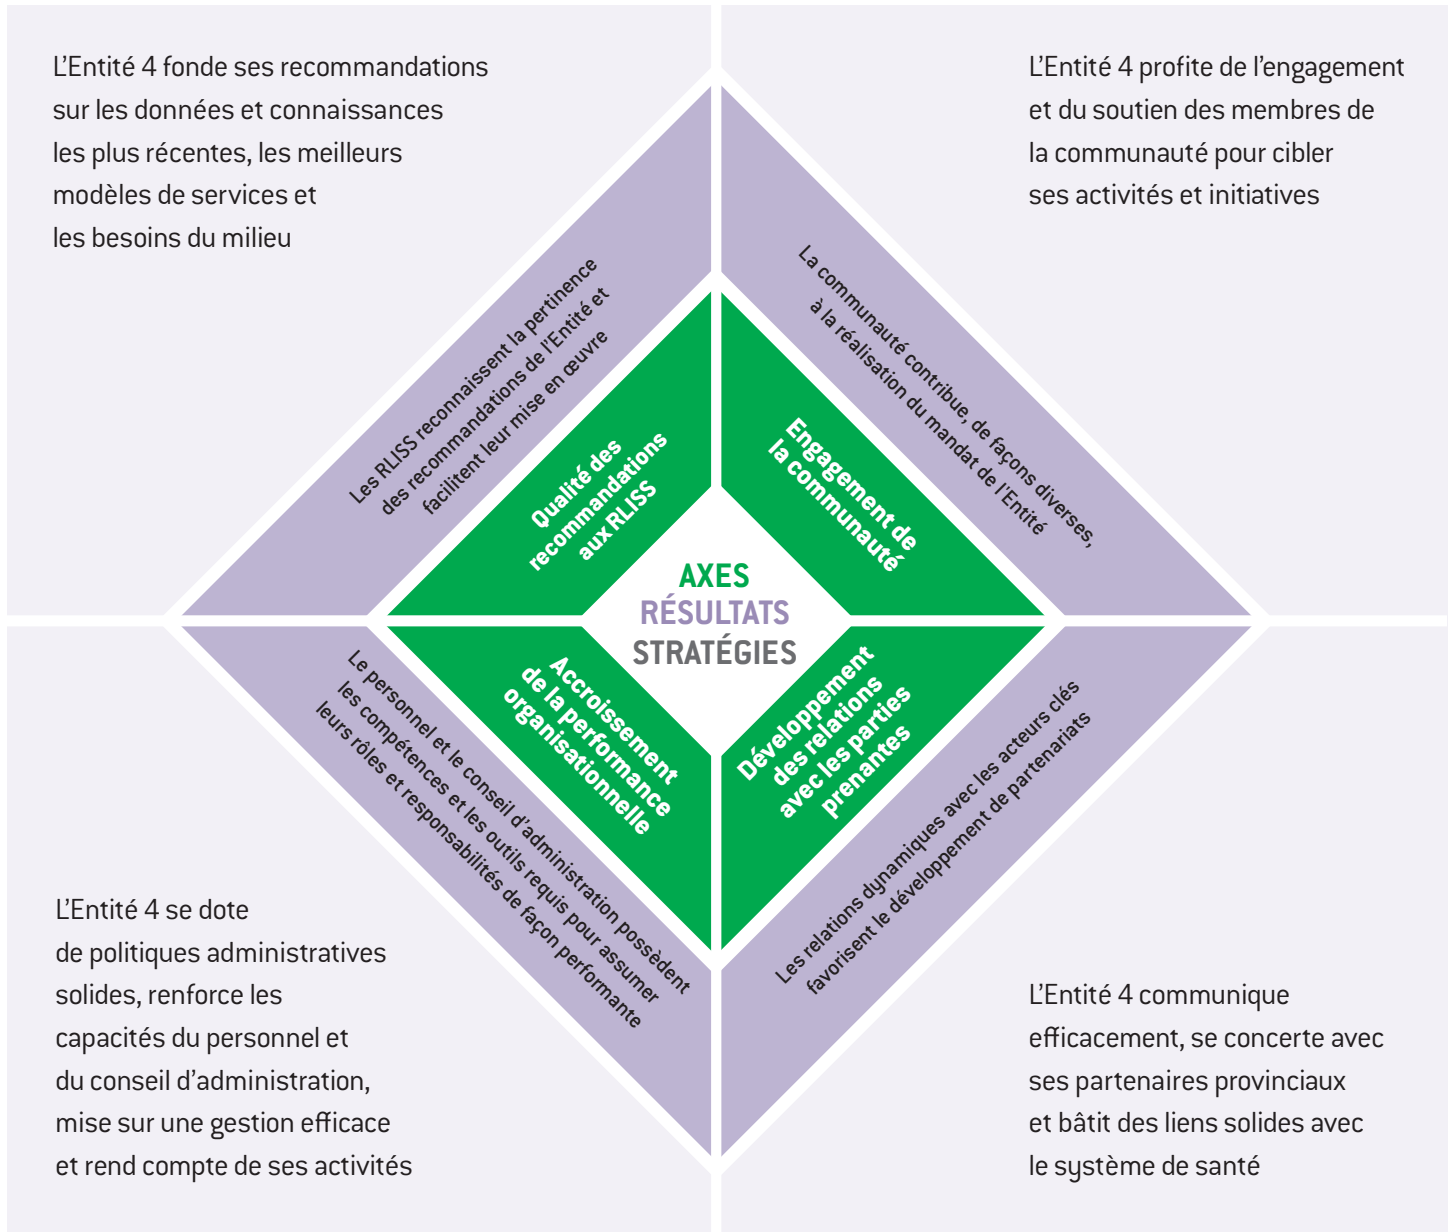 L'Entité 4 fonde ses recommandations
sur les données et connaissances
les plus récentes, les meilleurs
modèles de services et
les besoins du milieu
L'Entité 4 profite de l'engagement
et du soutien des membres de
la communauté pour cibler
ses activités et initiatives
Les RLISS reconnaissent la pertinence
des recommandations de l'Entité et
facilitent leur mise en œuvre
La communauté contribue, de façons diverses,
à la réalisation du mandat de l'Entité
Qualité des
recommandations
aux RLISS
Engagement de
la communauté
AXES
RÉSULTATS
STRATÉGIES
Accroissement
de la performance
organisationnelle
Développement
des relations
avec les parties
prenantes
Le personnel et le conseil d'administration possèdent
les compétences et les outils requis pour assumer
leurs rôles et responsabilités de façon performante
Les relations dynamiques avec les acteurs clés
favorisent le développement de partenariats
L'Entité 4 se dote
de politiques administratives
solides, renforce les
capacités du personnel et
du conseil d'administration,
mise sur une gestion efficace
et rend compte de ses activités
L'Entité 4 communique
efficacement, se concerte avec
ses partenaires provinciaux
et bâtit des liens solides avec
le système de santé